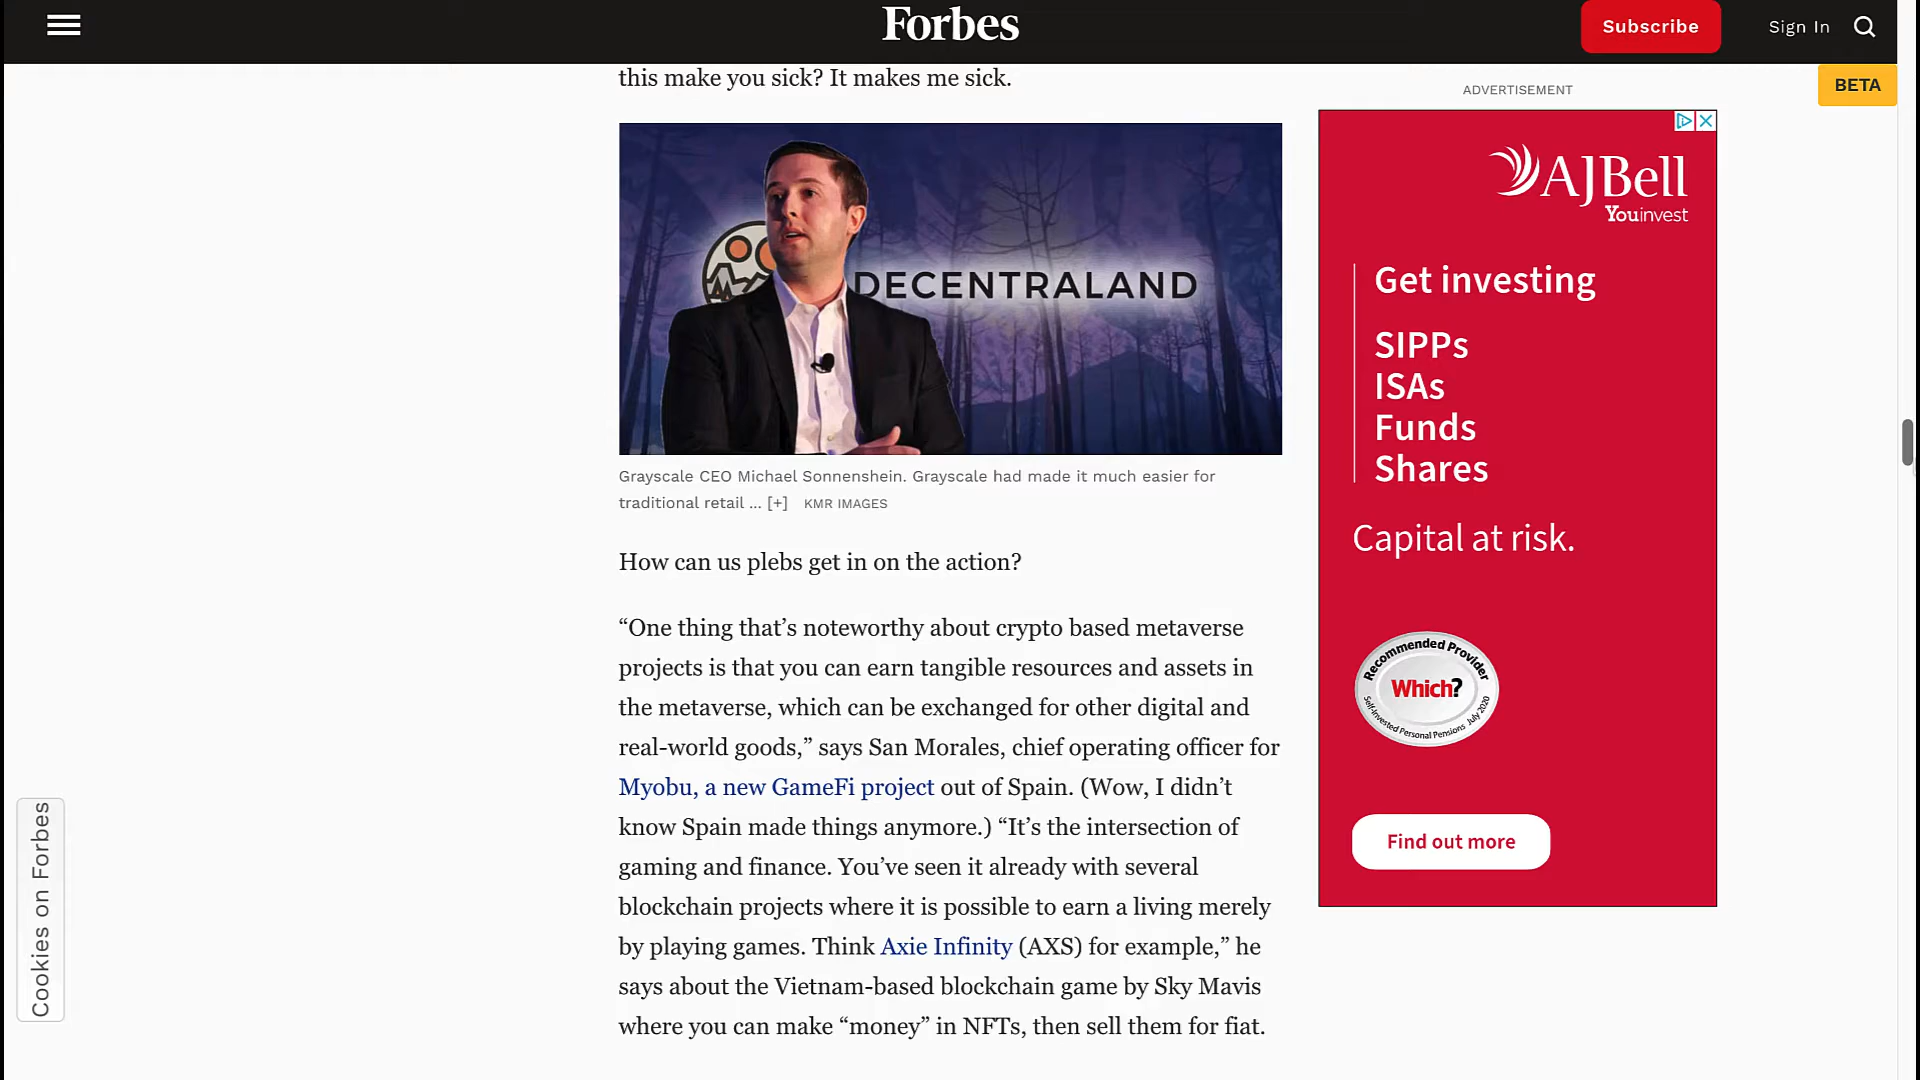 Forbes
Subscribe
Sign In
BETA
this make you sick? It makes me sick.
DECENTRALAND
Grayscale CEO Michael Sonnenshein. Grayscale had made it much easier for
traditional retail ... [+] KMR IMAGES
How can us plebs get in on the action?
“One thing that’s noteworthy about crypto based metaverse
projects is that you can earn tangible resources and assets in
the metaverse, which can be exchanged for other digital and
real-world goods,” says San Morales, chief operating officer for
Myobu, a new GameFi project out of Spain. (Wow, I didn’t
know Spain made things anymore.) “It’s the intersection of
gaming and finance. You’ve seen it already with several
blockchain projects where it is possible to earn a living merely
by playing games. Think Axie Infinity (AXS) for example,” he
says about the Vietnam-based blockchain game by Sky Mavis
where you can make “money” in NFTs, then sell them for fiat.
ADVERTISEMENT
AJBell
Youinvest
Get investing
SIPPs
ISAs
Funds
Shares
Capital at risk.
Recommended Provider
Which?
Self-Invested Personal Pensions July 2020
Find out more
Cookies on Forbes